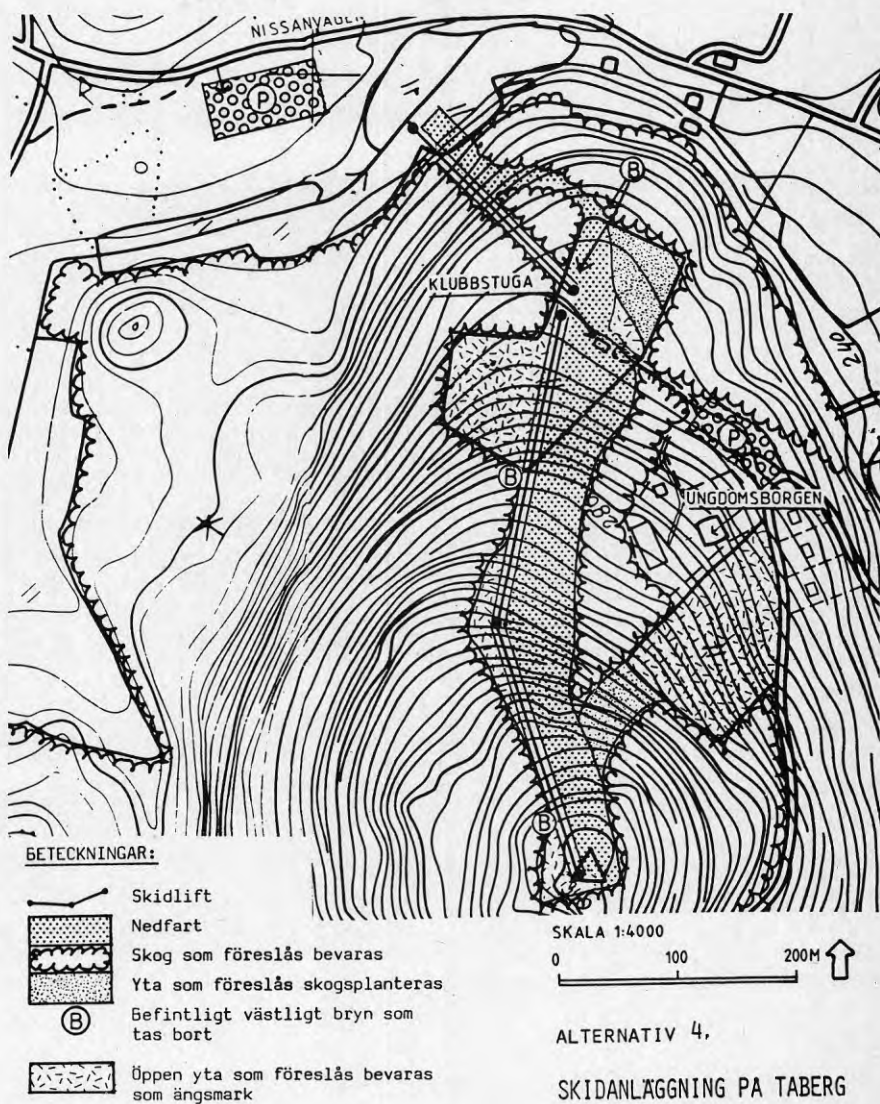 NISSANVÄGEN
P
B
KLUBBSTUGA
240
P
B
UNGDOMSBORGEN
280
B
BETECKNINGAR:
Skidlift
Nedfart
Skog som föreslås bevaras
Yta som föreslås skogsplanteras
B Befintligt västligt bryn som
tas bort
Öppen yta som föreslås bevaras
som ängsmark
SKALA 1:4000
0 100 200M
ALTERNATIV 4.
SKIDANLÄGGNING PA TABERG